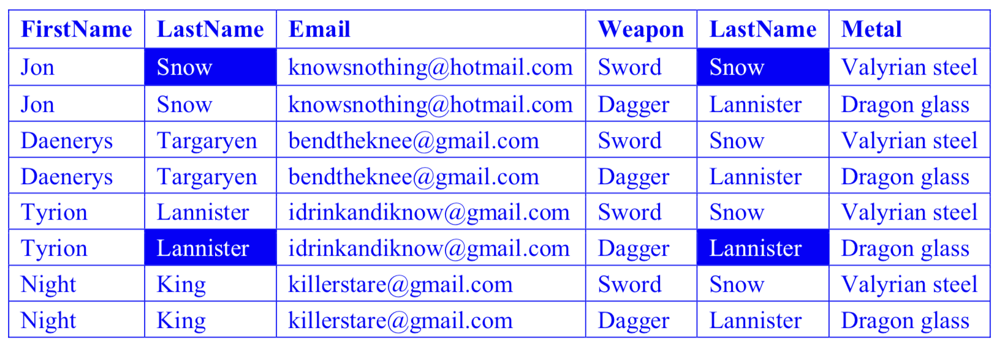 FirstName LastName Email Weapon LastName Metal
Jon Snow knowsnothing@hotmail.com Sword Snow Valyrian steel
Jon Snow knowsnothing@hotmail.com Dagger Lannister Dragon glass
Daenerys Targaryen bendtheknee@gmail.com Sword Snow Valyrian steel
Daenerys Targaryen bendtheknee@gmail.com Dagger Lannister Dragon glass
Tyrion Lannister idrinkandiknow@gmail.com Sword Snow Valyrian steel
Tyrion Lannister idrinkandiknow@gmail.com Dagger Lannister Dragon glass
Night King killerstare@gmail.com Sword Snow Valyrian steel
Night King killerstare@gmail.com Dagger Lannister Dragon glass